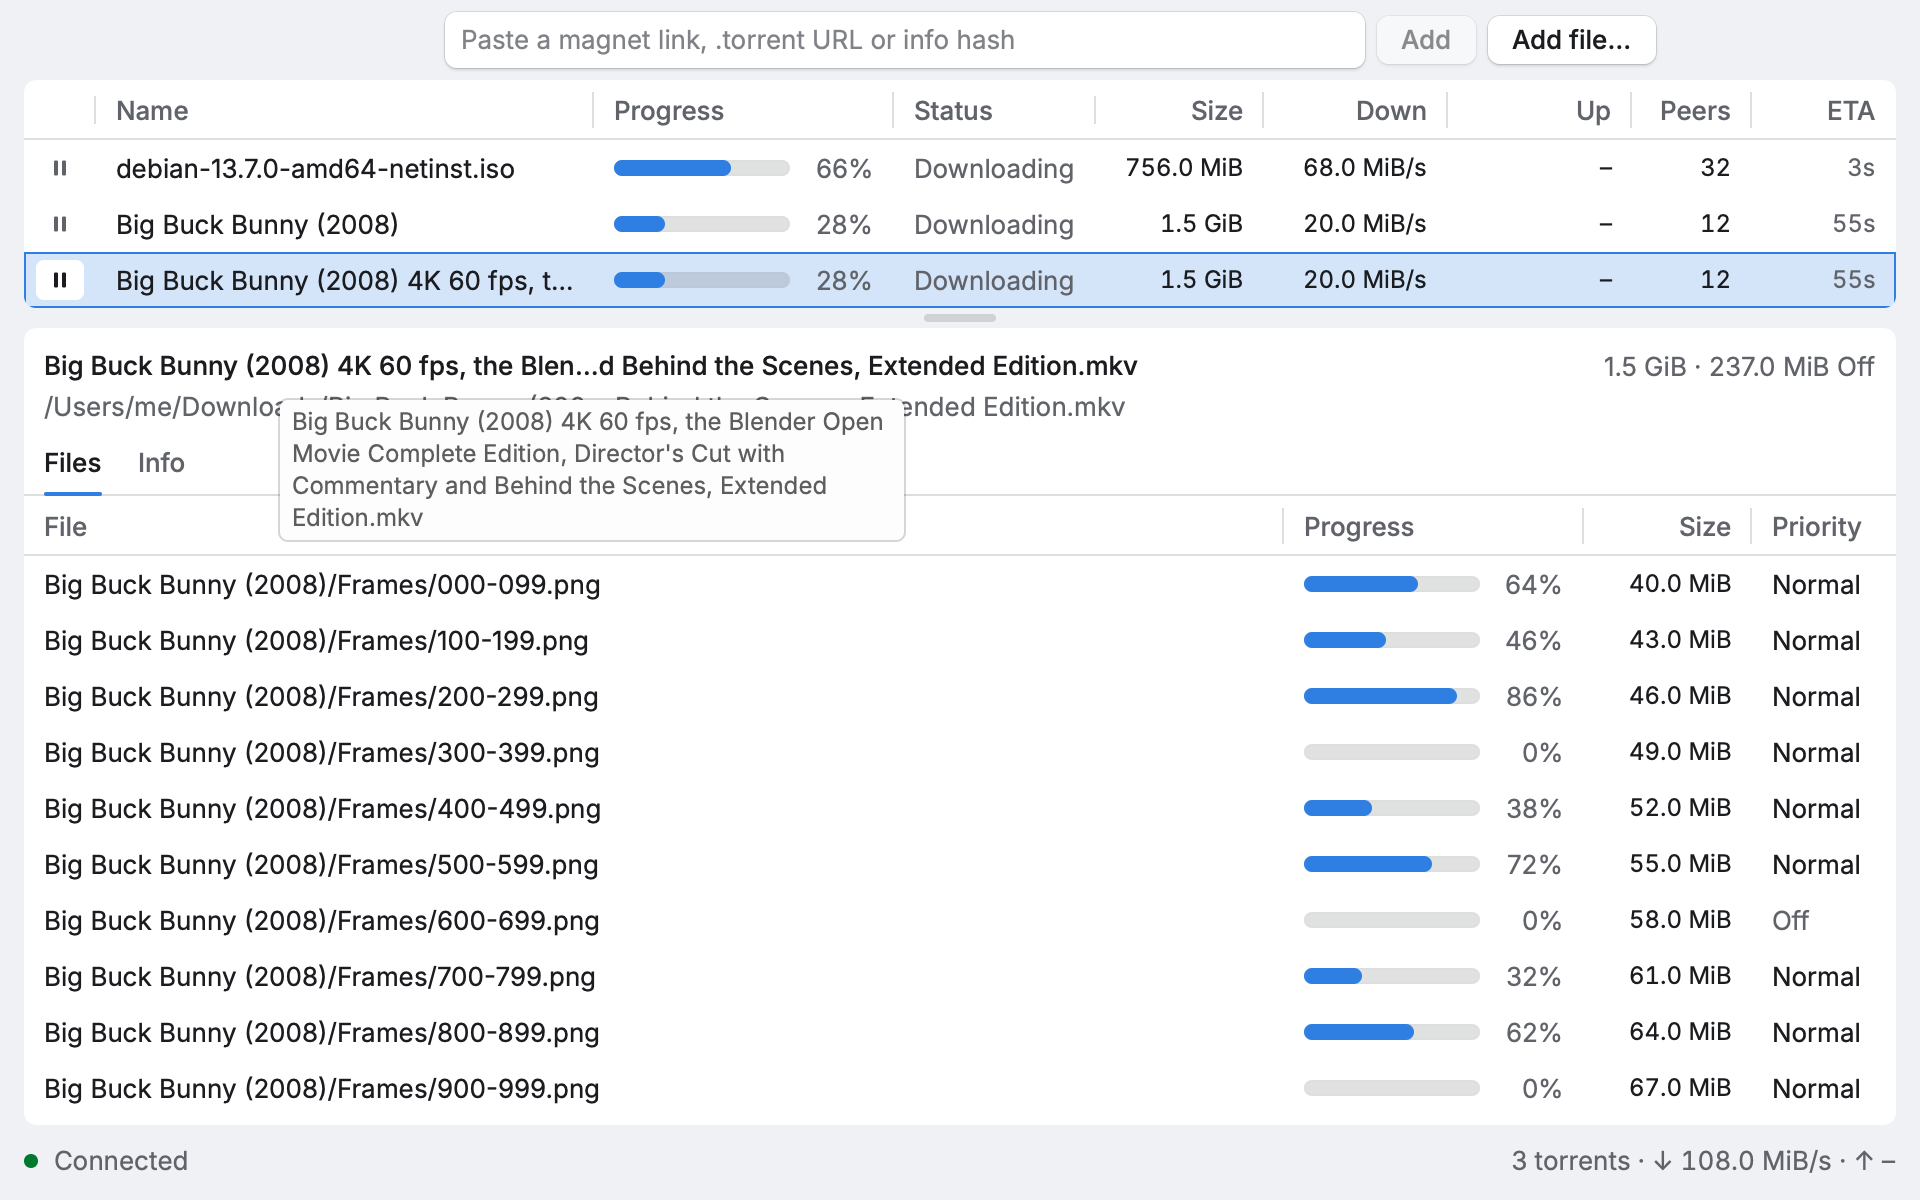 Paste a magnet link, .torrent URL or info hash Add Add file...
Name Progress Status Size Down Up Peers ETA
debian-13.7.0-amd64-netinst.iso 66% Downloading 756.0 MiB 68.0 MiB/s – 32 3s
Big Buck Bunny (2008) 28% Downloading 1.5 GiB 20.0 MiB/s – 12 55s
Big Buck Bunny (2008) 4K 60 fps, t... 28% Downloading 1.5 GiB 20.0 MiB/s – 12 55s
Big Buck Bunny (2008) 4K 60 fps, the Blen...d Behind the Scenes, Extended Edition.mkv 1.5 GiB · 237.0 MiB Off
/Users/me/Downloa ended Edition.mkv
Big Buck Bunny (2008) 4K 60 fps, the Blender Open
Movie Complete Edition, Director's Cut with
Commentary and Behind the Scenes, Extended
Edition.mkv
Files Info
File Progress Size Priority
Big Buck Bunny (2008)/Frames/000-099.png 64% 40.0 MiB Normal
Big Buck Bunny (2008)/Frames/100-199.png 46% 43.0 MiB Normal
Big Buck Bunny (2008)/Frames/200-299.png 86% 46.0 MiB Normal
Big Buck Bunny (2008)/Frames/300-399.png 0% 49.0 MiB Normal
Big Buck Bunny (2008)/Frames/400-499.png 38% 52.0 MiB Normal
Big Buck Bunny (2008)/Frames/500-599.png 72% 55.0 MiB Normal
Big Buck Bunny (2008)/Frames/600-699.png 0% 58.0 MiB Off
Big Buck Bunny (2008)/Frames/700-799.png 32% 61.0 MiB Normal
Big Buck Bunny (2008)/Frames/800-899.png 62% 64.0 MiB Normal
Big Buck Bunny (2008)/Frames/900-999.png 0% 67.0 MiB Normal
Connected 3 torrents · ↓ 108.0 MiB/s · ↑ –